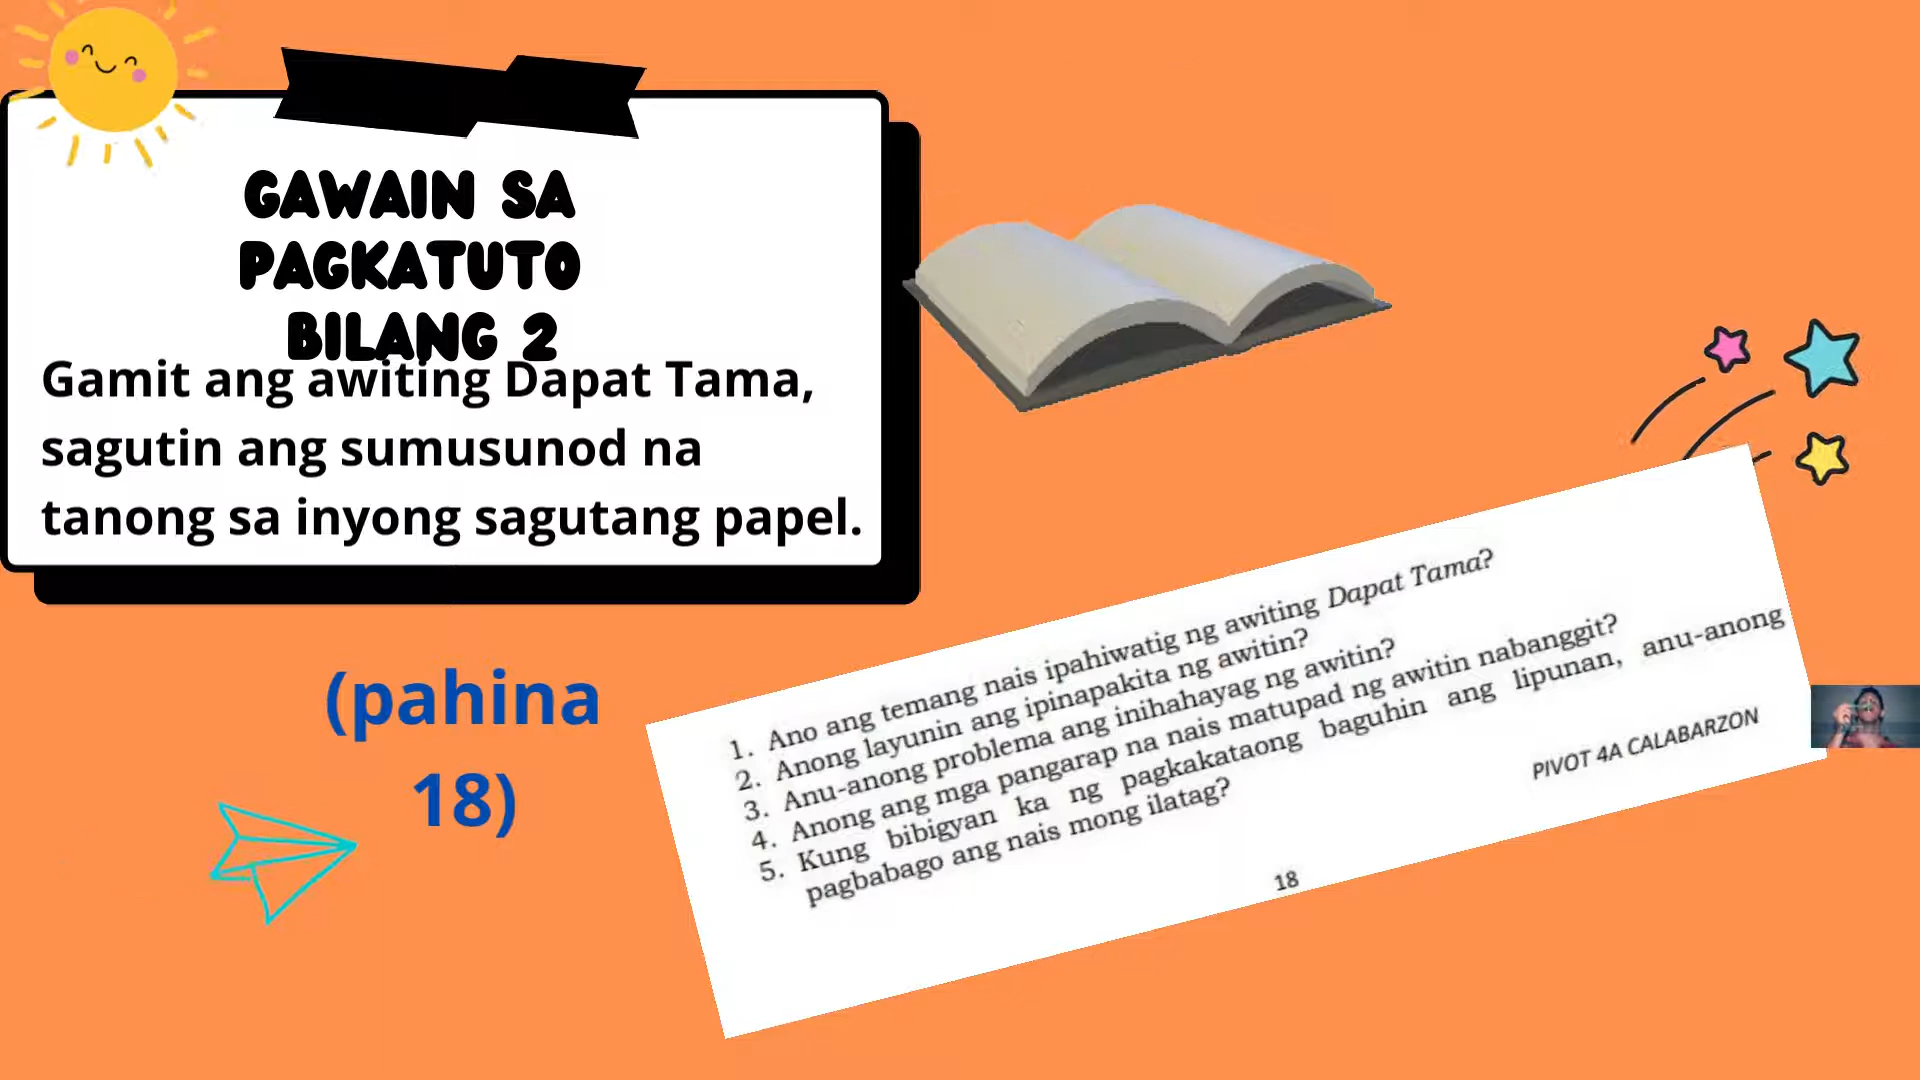 GAWAIN SA
PAGKATUTO
BILANG 2
Gamit ang awiting Dapat Tama,
sagutin ang sumusunod na
tanong sa inyong sagutang papel.
(pahina
18)
1. Ano ang temang nais ipahiwatig ng awiting Dapat Tama?
2. Anong layunin ang ipinapakita ng awitin?
3. Anu-anong problema ang inihahayag ng awitin?
4. Anong ang mga pangarap na nais matupad ng awitin nabanggit?
5. Kung bibigyan ka ng pagkakataong baguhin ang lipunan, anu-anong
pagbabago ang nais mong ilatag?
PIVOT 4A CALABARZON
18